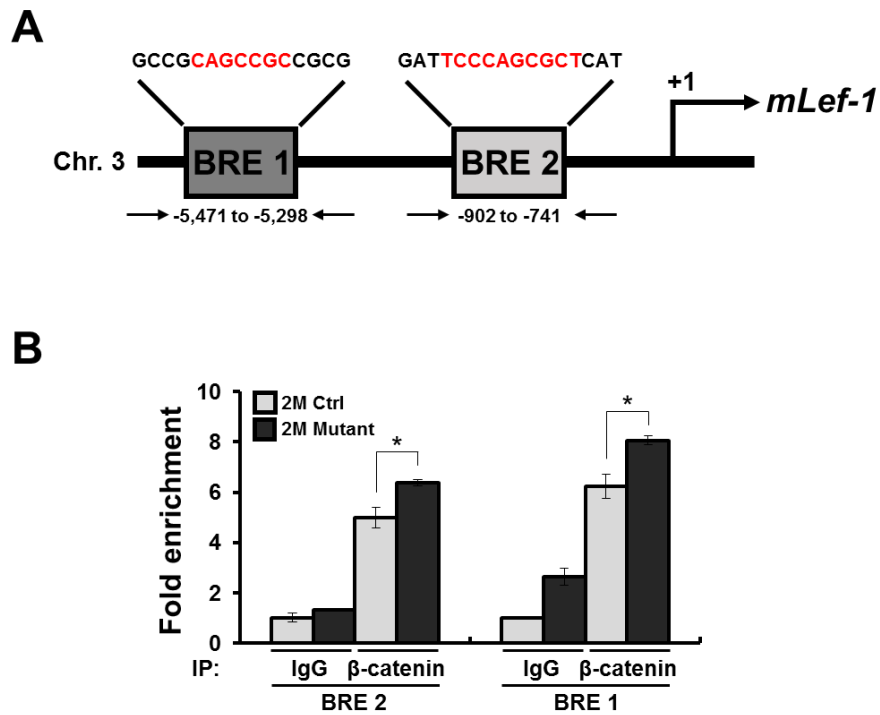 A
GCCGCAGCCGCCGCG GATTCCCAGCGCTCAT
+1
mLef-1
Chr. 3 BRE 1 BRE 2
-5,471 to -5,298 -902 to -741
B
Fold enrichment
10
8
6
4
2
0
2M Ctrl
2M Mutant
* *
IP: IgG β-catenin IgG β-catenin
BRE 2 BRE 1